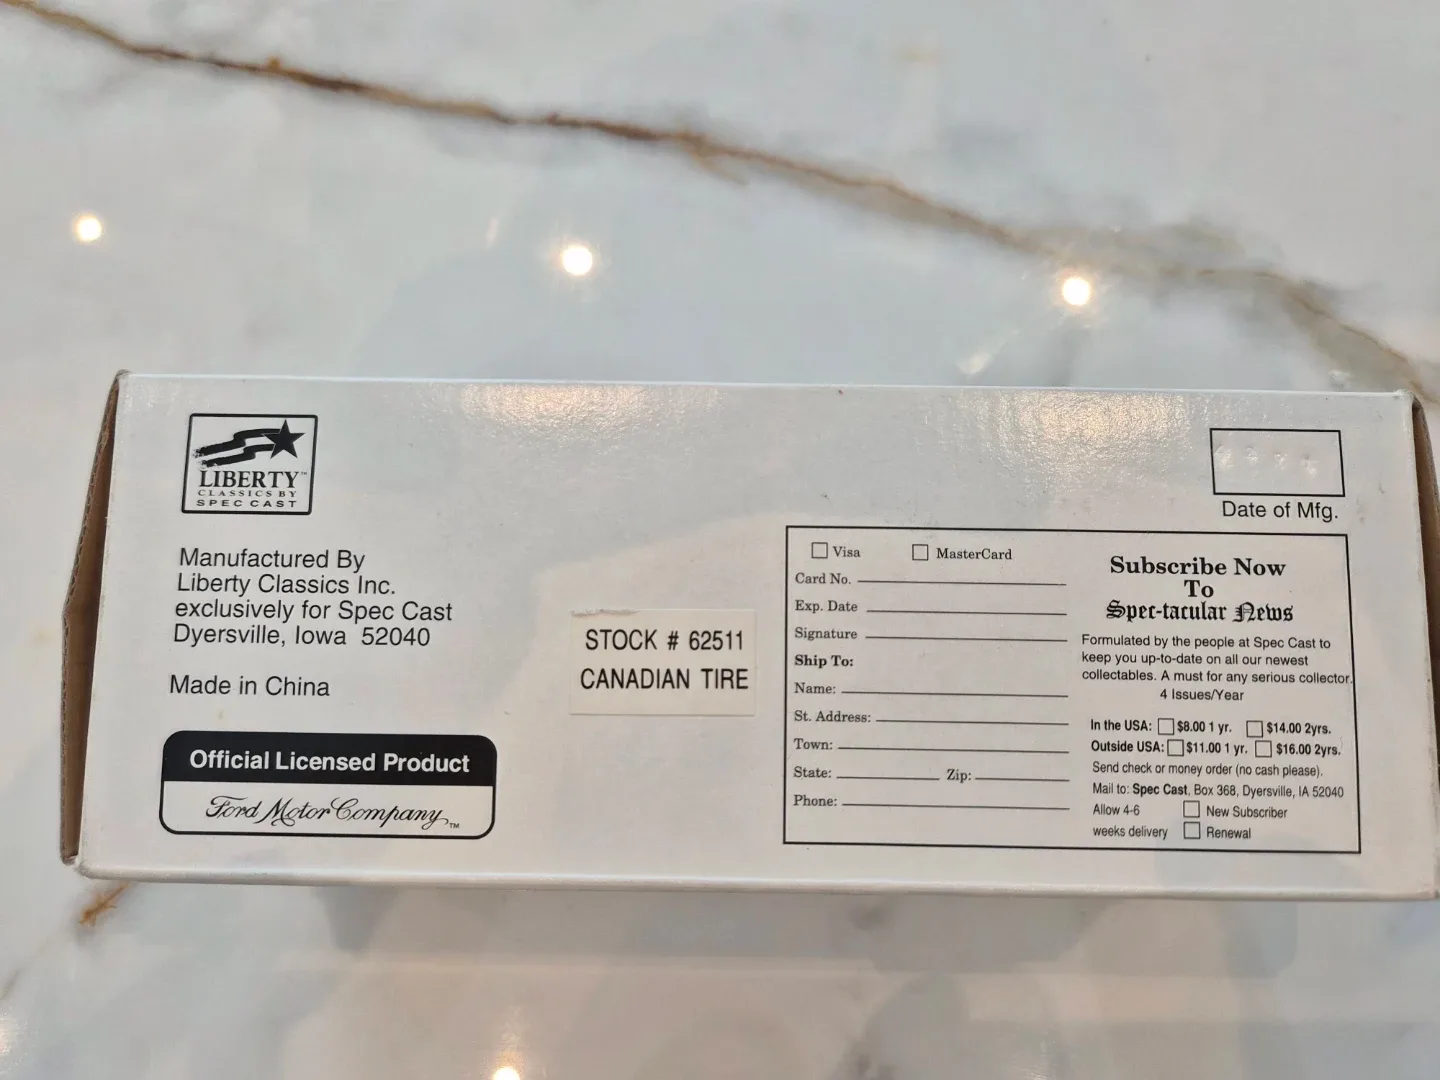 LIBERTY™
CLASSICS BY
SPEC CAST
Manufactured By
Liberty Classics Inc.
exclusively for Spec Cast
Dyersville, Iowa 52040
Made in China
Official Licensed Product
Ford Motor Company™
STOCK # 62511
CANADIAN TIRE
Date of Mfg.
Visa MasterCard
Card No.
Exp. Date
Signature
Ship To:
Name:
St. Address:
Town:
State: Zip:
Phone:
Subscribe Now
To
Spec-tacular News
Formulated by the people at Spec Cast to
keep you up-to-date on all our newest
collectables. A must for any serious collector.
4 Issues/Year
In the USA: $8.00 1 yr. $14.00 2yrs.
Outside USA: $11.00 1 yr. $16.00 2yrs.
Send check or money order (no cash please).
Mail to: Spec Cast, Box 368, Dyersville, IA 52040
Allow 4-6 New Subscriber
weeks delivery Renewal